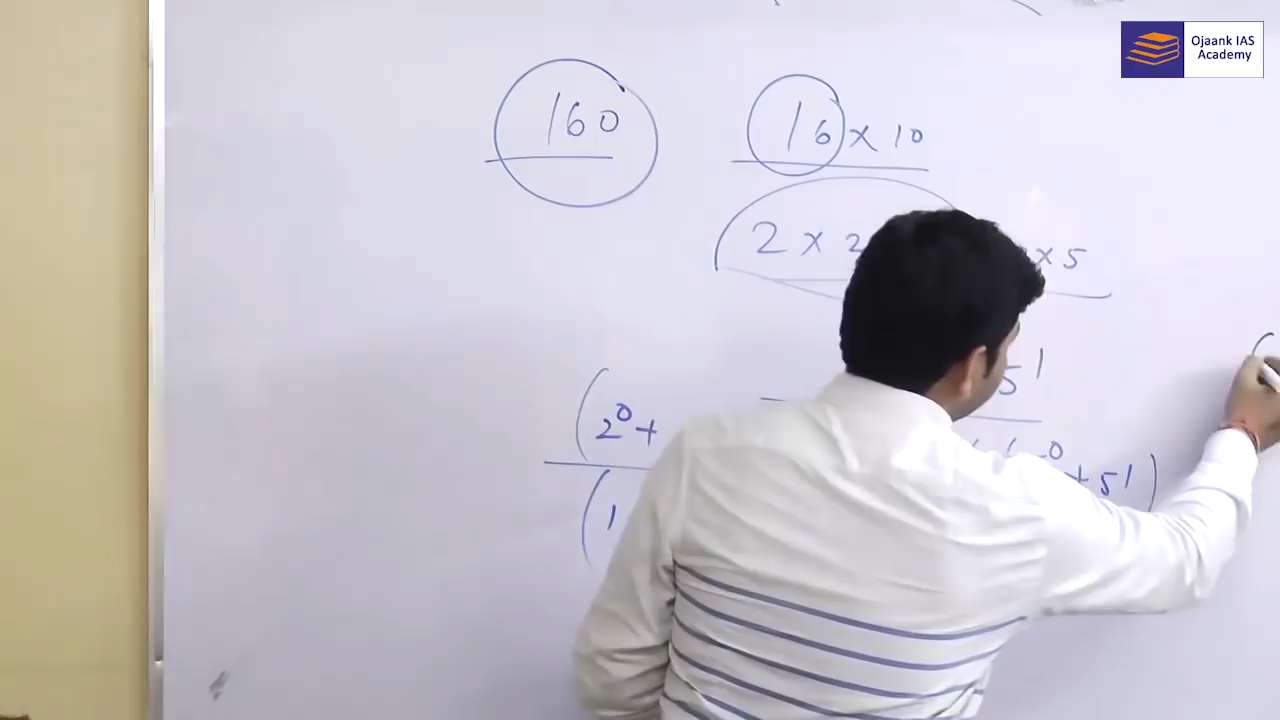 Ojaank IAS
Academy
160 16 × 10
2 × 2 × 5
5¹
(2⁰ + ⁰ + 5¹)
(1